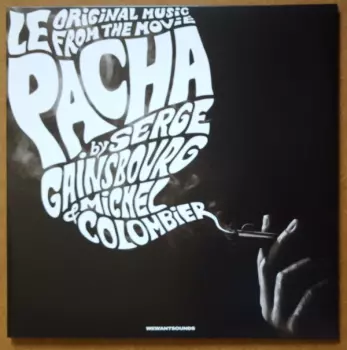 LE ORIGINAL MUSIC
FROM THE MOVIE
PACHA
by SERGE
GAINSBOURG
& MICHEL
COLOMBIER
WEWANTSOUNDS